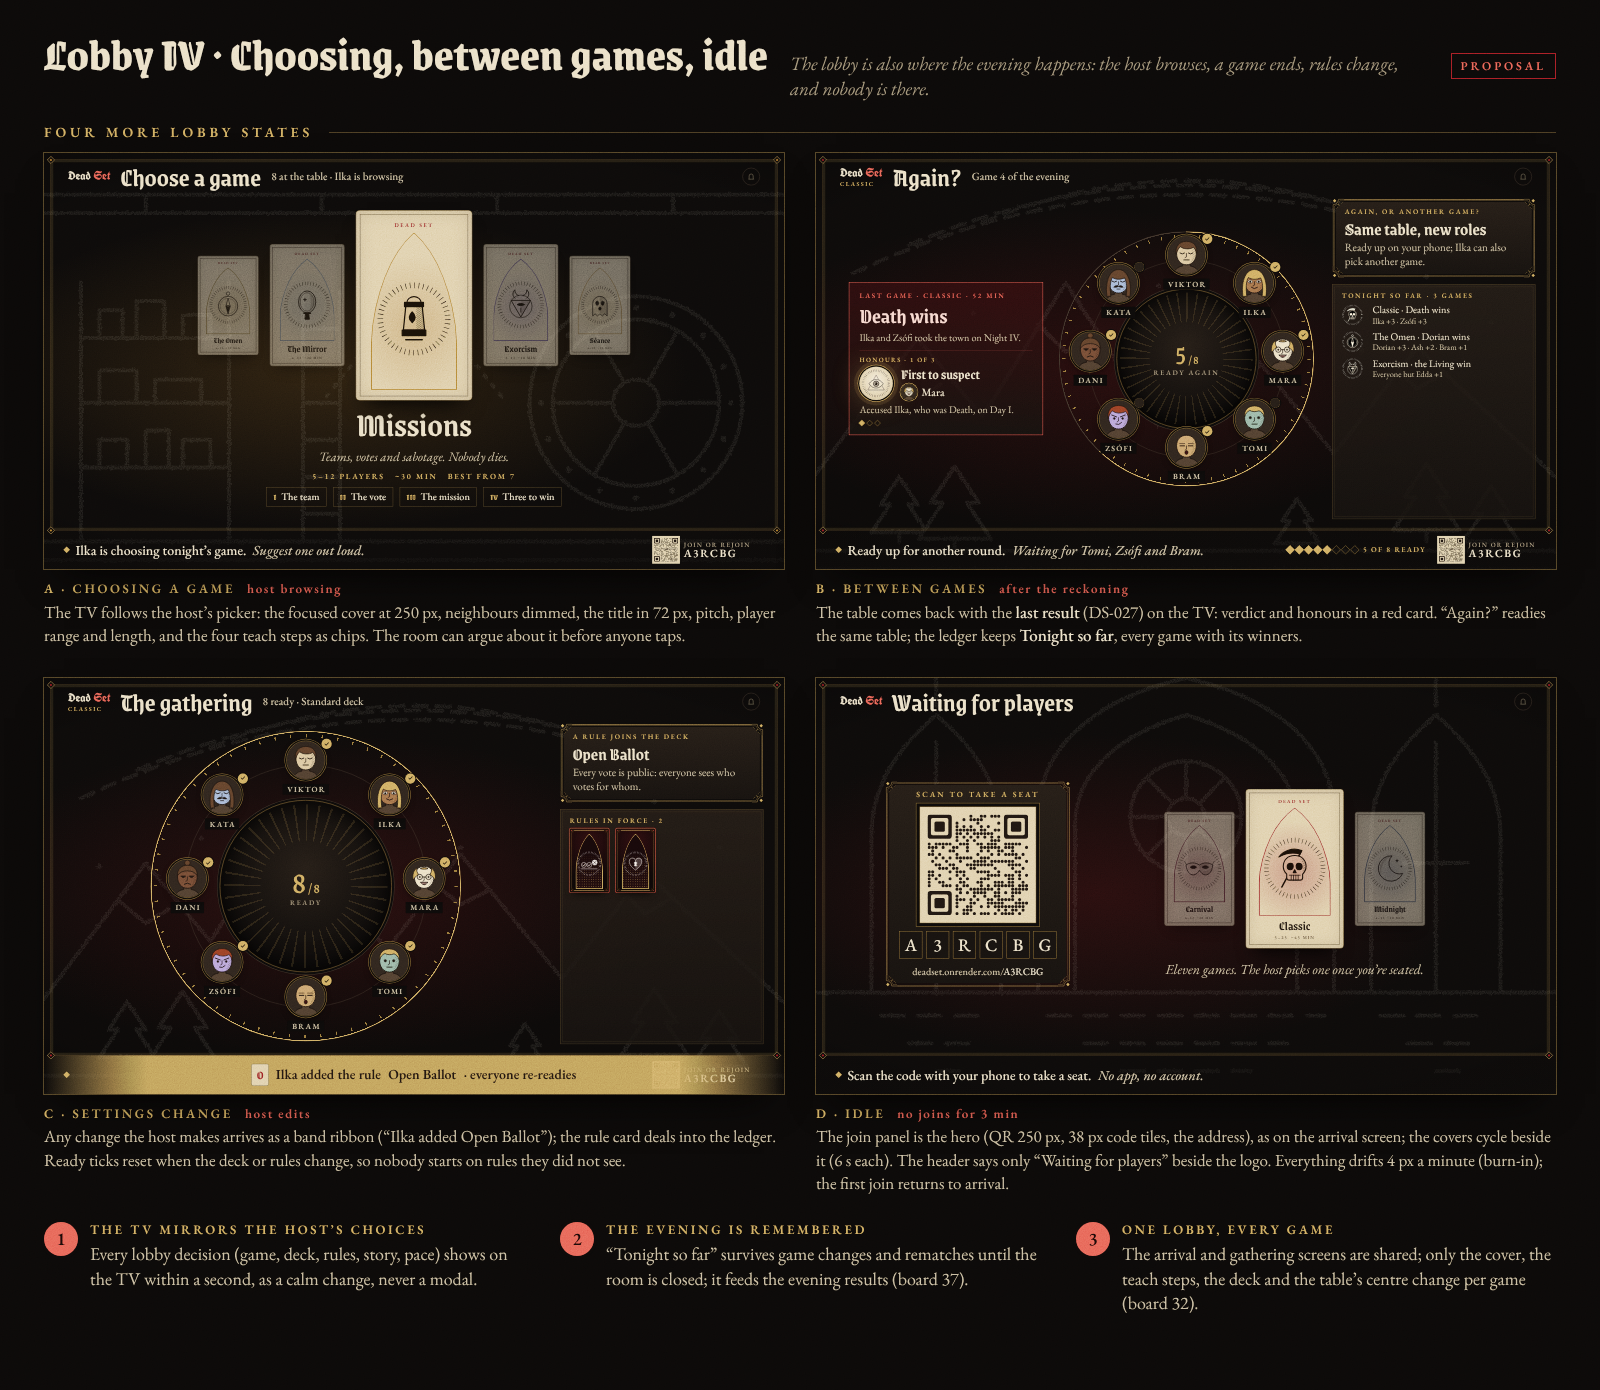 Lobby IV · Choosing, between games, idle
The lobby is also where the evening happens: the host browses, a game ends, rules change,
and nobody is there.
PROPOSAL
FOUR MORE LOBBY STATES
Dead Set
Choose a game
8 at the table · Ilka is browsing
DEAD SET
The Omen
The Mirror
Exorcism
Séance
Missions
Teams, votes and sabotage. Nobody dies.
5–12 PLAYERS ~30 MIN BEST FROM 7
I The team
II The vote
III The mission
IV Three to win
Ilka is choosing tonight’s game. Suggest one out loud.
JOIN OR REJOIN
A3RCBG
A · CHOOSING A GAME host browsing
The TV follows the host’s picker: the focused cover at 250 px, neighbours dimmed, the title in 72 px, pitch, player
range and length, and the four teach steps as chips. The room can argue about it before anyone taps.
Dead Set
CLASSIC
Again?
Game 4 of the evening
LAST GAME · CLASSIC · 52 MIN
Death wins
Ilka and Zsófi took the town on Night IV.
HONOURS · 1 OF 3
First to suspect
Mara
Accused Ilka, who was Death, on Day I.
VIKTOR
ILKA
MARA
TOMI
BRAM
ZSÓFI
DANI
KATA
5/8
READY AGAIN
AGAIN, OR ANOTHER GAME?
Same table, new roles
Ready up on your phone; Ilka can also
pick another game.
TONIGHT SO FAR · 3 GAMES
Classic · Death wins
Ilka +3 · Zsófi +3
The Omen · Dorian wins
Dorian +3 · Ash +2 · Bram +1
Exorcism · the Living win
Everyone but Edda +1
Ready up for another round. Waiting for Tomi, Zsófi and Bram.
5 OF 8 READY
JOIN OR REJOIN
A3RCBG
B · BETWEEN GAMES after the reckoning
The table comes back with the last result (DS-027) on the TV: verdict and honours in a red card. “Again?” readies
the same table; the ledger keeps Tonight so far, every game with its winners.
Dead Set
CLASSIC
The gathering
8 ready · Standard deck
VIKTOR
ILKA
MARA
TOMI
BRAM
ZSÓFI
DANI
KATA
8/8
READY
A RULE JOINS THE DECK
Open Ballot
Every vote is public: everyone sees who
votes for whom.
RULES IN FORCE · 2
Ilka added the rule Open Ballot · everyone re-readies
JOIN OR REJOIN
A3RCBG
C · SETTINGS CHANGE host edits
Any change the host makes arrives as a band ribbon (“Ilka added Open Ballot”); the rule card deals into the ledger.
Ready ticks reset when the deck or rules change, so nobody starts on rules they did not see.
Dead Set
Waiting for players
SCAN TO TAKE A SEAT
A 3 R C B G
deadset.onrender.com/A3RCBG
DEAD SET
Carnival
DEAD SET
Classic
DEAD SET
Midnight
Eleven games. The host picks one once you’re seated.
Scan the code with your phone to take a seat. No app, no account.
D · IDLE no joins for 3 min
The join panel is the hero (QR 250 px, 38 px code tiles, the address), as on the arrival screen; the covers cycle beside
it (6 s each). The header says only “Waiting for players” beside the logo. Everything drifts 4 px a minute (burn-in);
the first join returns to arrival.
1
THE TV MIRRORS THE HOST’S CHOICES
Every lobby decision (game, deck, rules, story, pace) shows on
the TV within a second, as a calm change, never a modal.
2
THE EVENING IS REMEMBERED
“Tonight so far” survives game changes and rematches until the
room is closed; it feeds the evening results (board 37).
3
ONE LOBBY, EVERY GAME
The arrival and gathering screens are shared; only the cover, the
teach steps, the deck and the table’s centre change per game
(board 32).